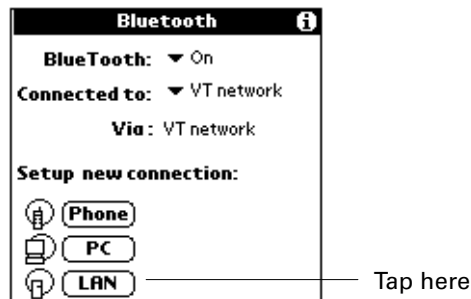 Bluetooth
BlueTooth: On
Connected to: VT network
Via: VT network
Setup new connection:
Phone
PC
LAN Tap here